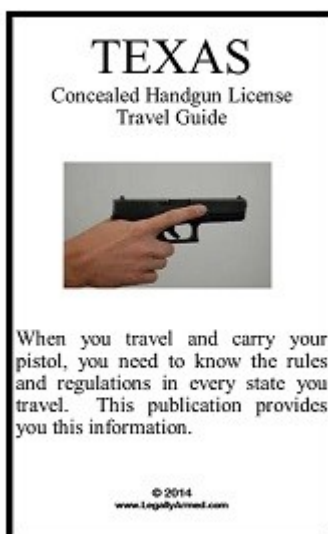 TEXAS
Concealed Handgun License
Travel Guide
When you travel and carry your
pistol, you need to know the rules
and regulations in every state you
travel. This publication provides
you this information.
© 2014
www.LegallyArmed.com